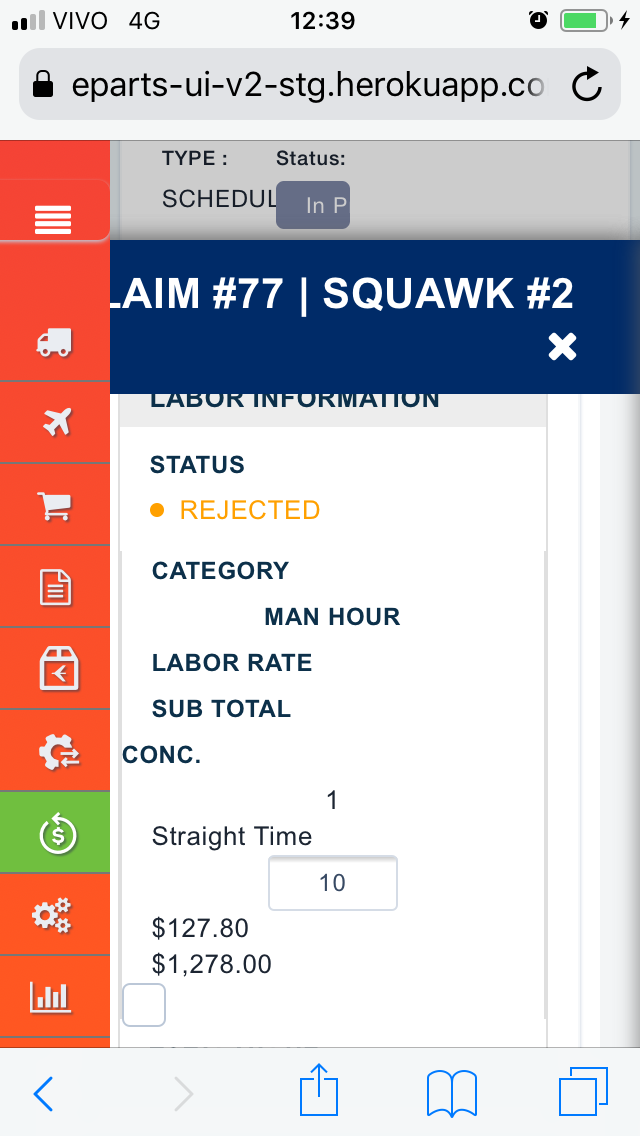 VIVO 4G 12:39
eparts-ui-v2-stg.herokuapp.co
TYPE : Status:
SCHEDUL In P
LAIM #77 | SQUAWK #2
LABOR INFORMATION
STATUS
REJECTED
CATEGORY
MAN HOUR
LABOR RATE
SUB TOTAL
CONC.
1
Straight Time
10
$127.80
$1,278.00